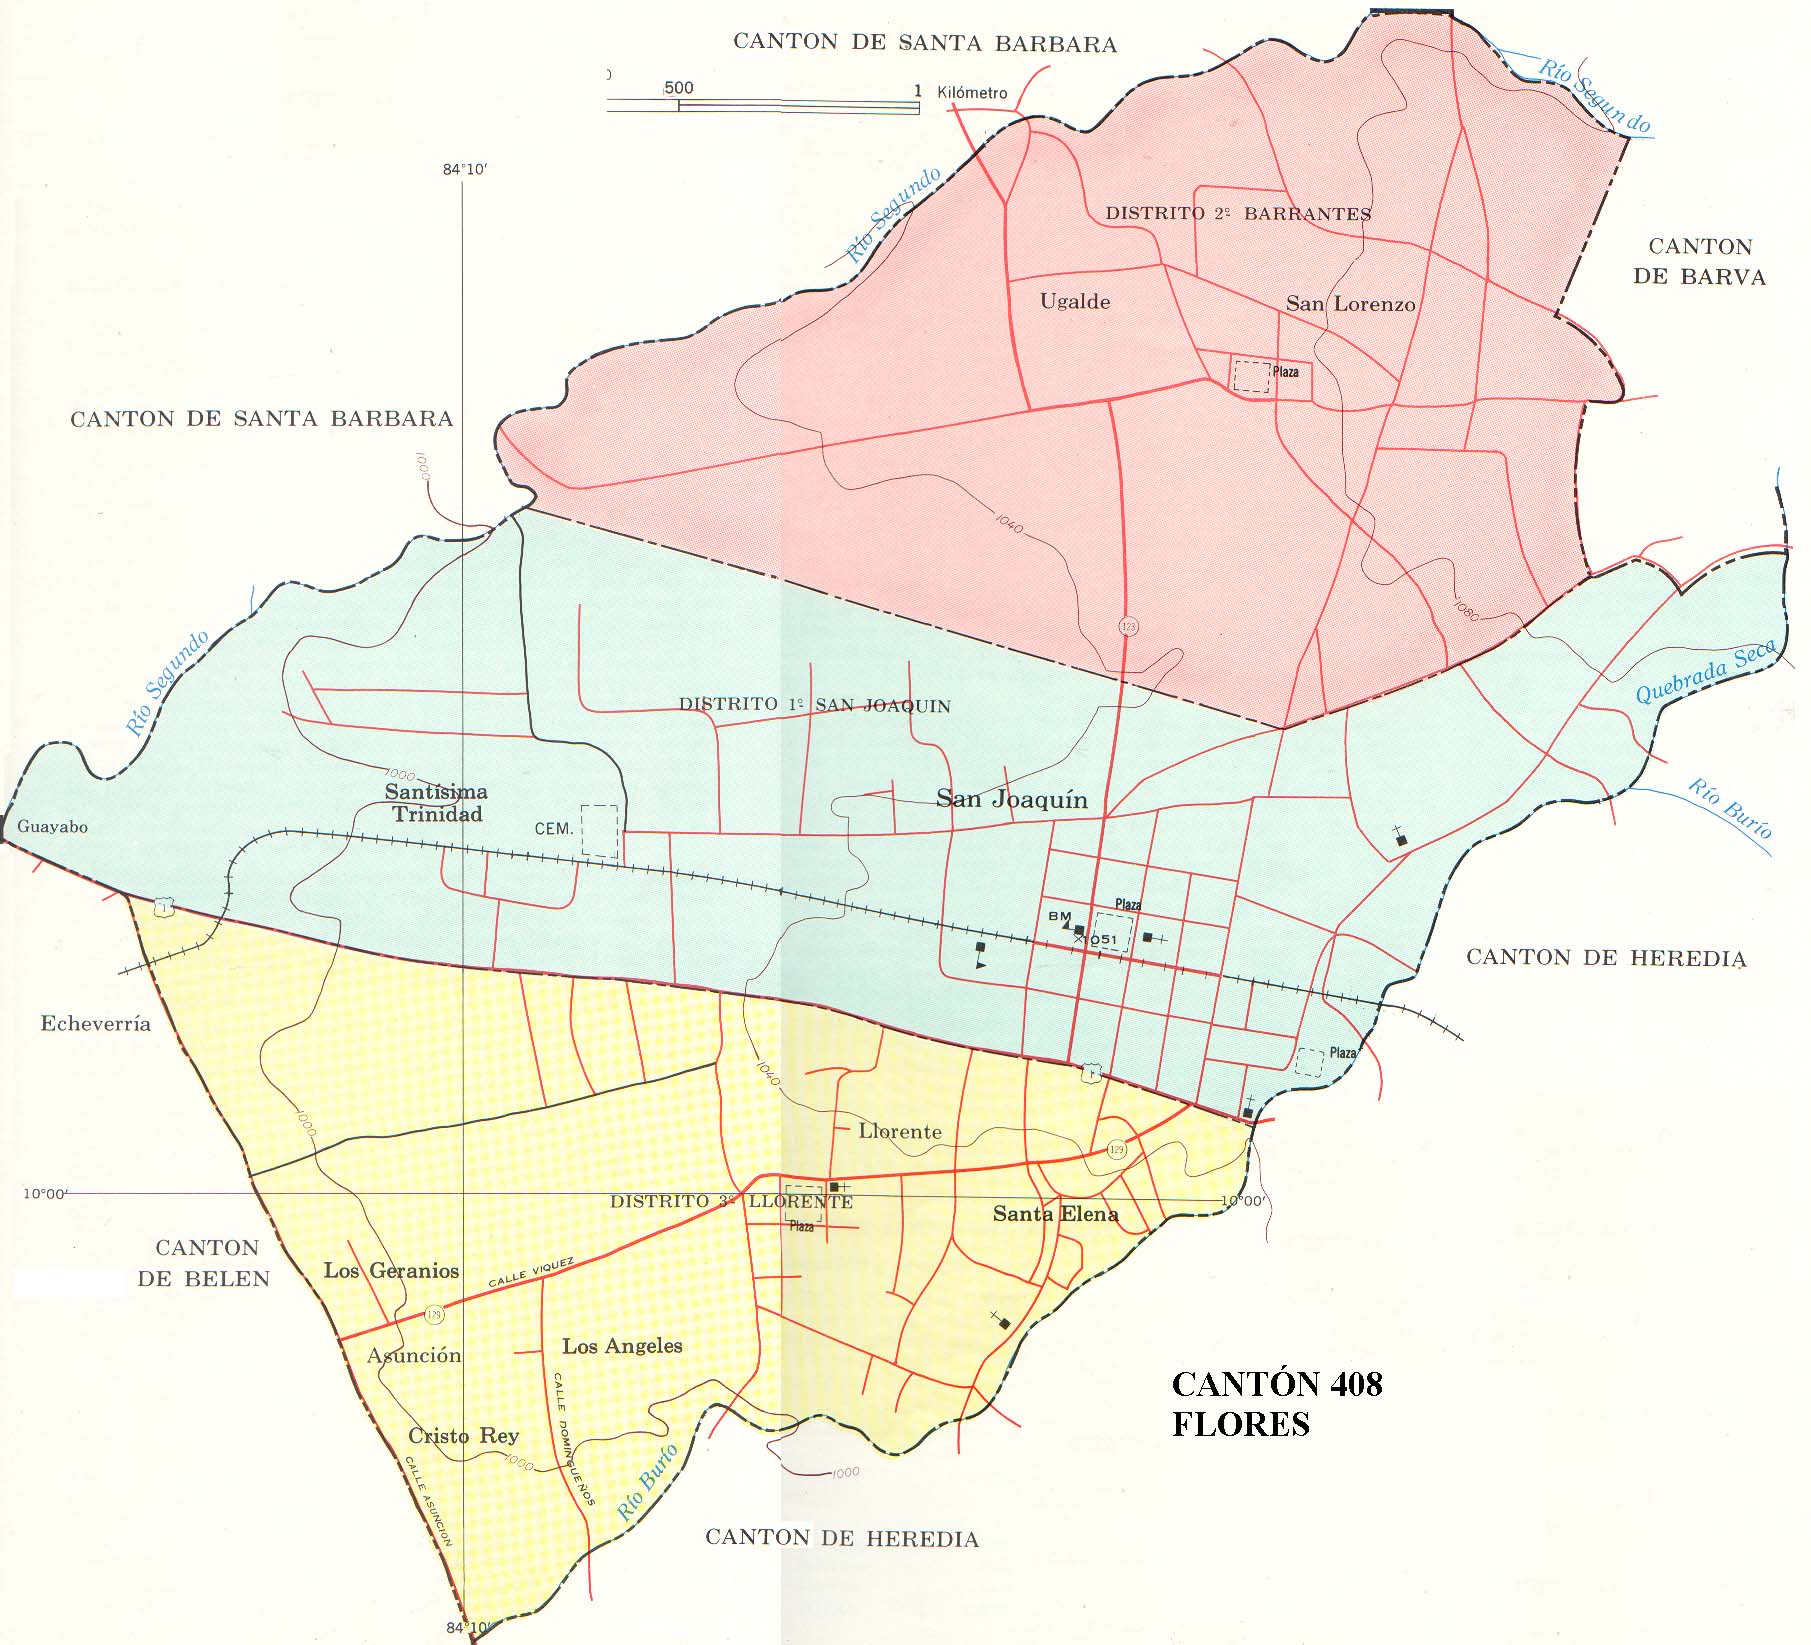 CANTON DE SANTA BARBARA
500
1 Kilómetro
Río Segundo
84°10'
Río Segundo
DISTRITO 2º BARRANTES
CANTON
DE BARVA
Ugalde
San Lorenzo
Plaza
CANTON DE SANTA BARBARA
1000
1040
1080
123
Río Segundo
Quebrada Seca
DISTRITO 1º SAN JOAQUIN
1000
Santísima
Trinidad
San Joaquín
Río Burío
Guayabo
CEM.
1
Plaza
BM
1051
CANTON DE HEREDIA
Echeverría
Plaza
1040
1
1000
Llorente
129
10°00'
DISTRITO 3º LLORENTE
10°00'
Plaza
Santa Elena
CANTON
DE BELEN
Los Geranios
CALLE VIQUEZ
129
Asunción
Los Angeles
CANTÓN 408
FLORES
CALLE DOMINGUEÑOS
Cristo Rey
1000
1000
CALLE ASUNCION
Río Burío
CANTON DE HEREDIA
84°10'